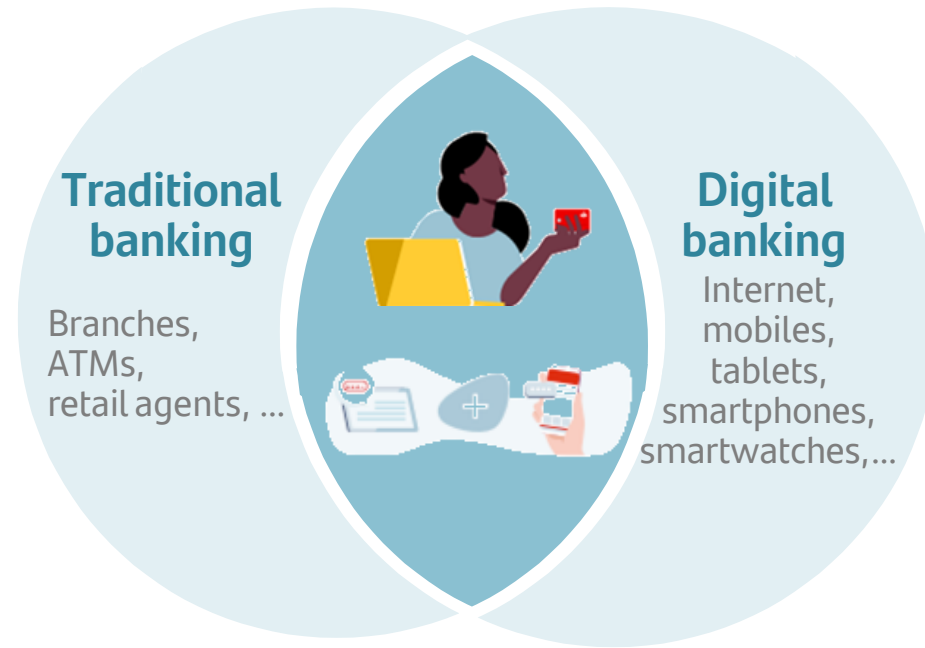 Traditional
banking
Branches,
ATMs,
retail agents, ...
Digital
banking
Internet,
mobiles,
tablets,
smartphones,
smartwatches,...